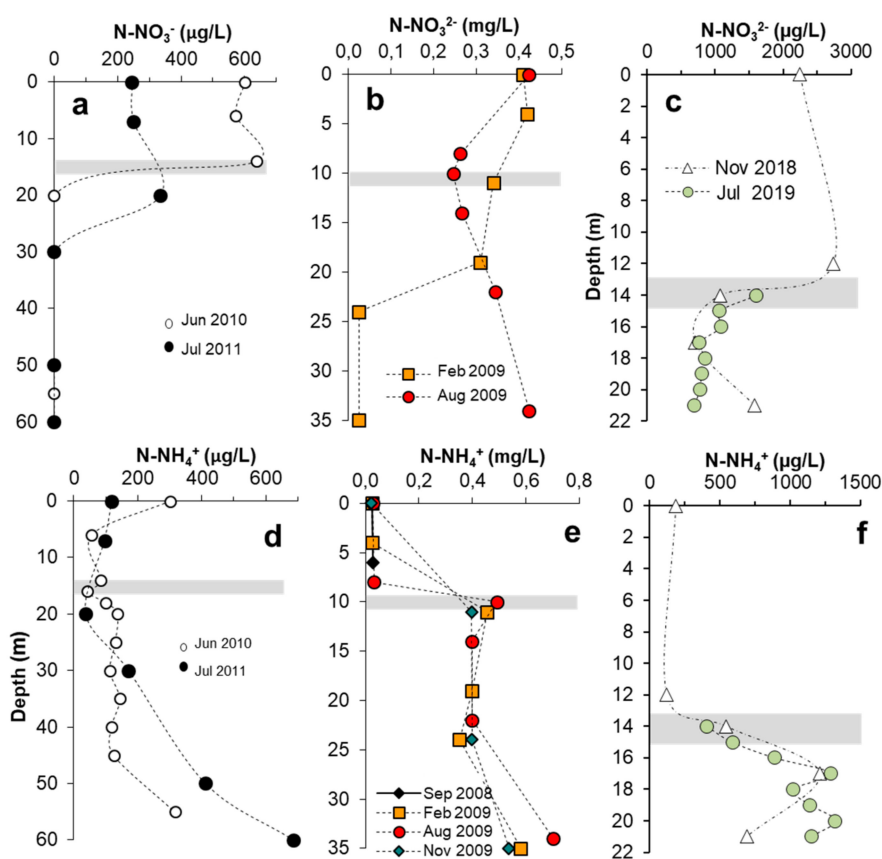 N-NO₃⁻ (µg/L)
0 200 400 600 800
0
10
20
30
40
50
60
a
Jun 2010
Jul 2011
N-NO₃²⁻ (mg/L)
0,0 0,1 0,2 0,3 0,4 0,5
0
5
10
15
20
25
30
35
b
Feb 2009
Aug 2009
N-NO₃²⁻ (µg/L)
0 1000 2000 3000
Depth (m)
0
2
4
6
8
10
12
14
16
18
20
22
c
Nov 2018
Jul 2019
N-NH₄⁺ (µg/L)
0 200 400 600
Depth (m)
0
10
20
30
40
50
60
d
Jun 2010
Jul 2011
N-NH₄⁺ (mg/L)
0,0 0,2 0,4 0,6 0,8
0
5
10
15
20
25
30
35
e
Sep 2008
Feb 2009
Aug 2009
Nov 2009
N-NH₄⁺ (µg/L)
0 500 1000 1500
0
2
4
6
8
10
12
14
16
18
20
22
f